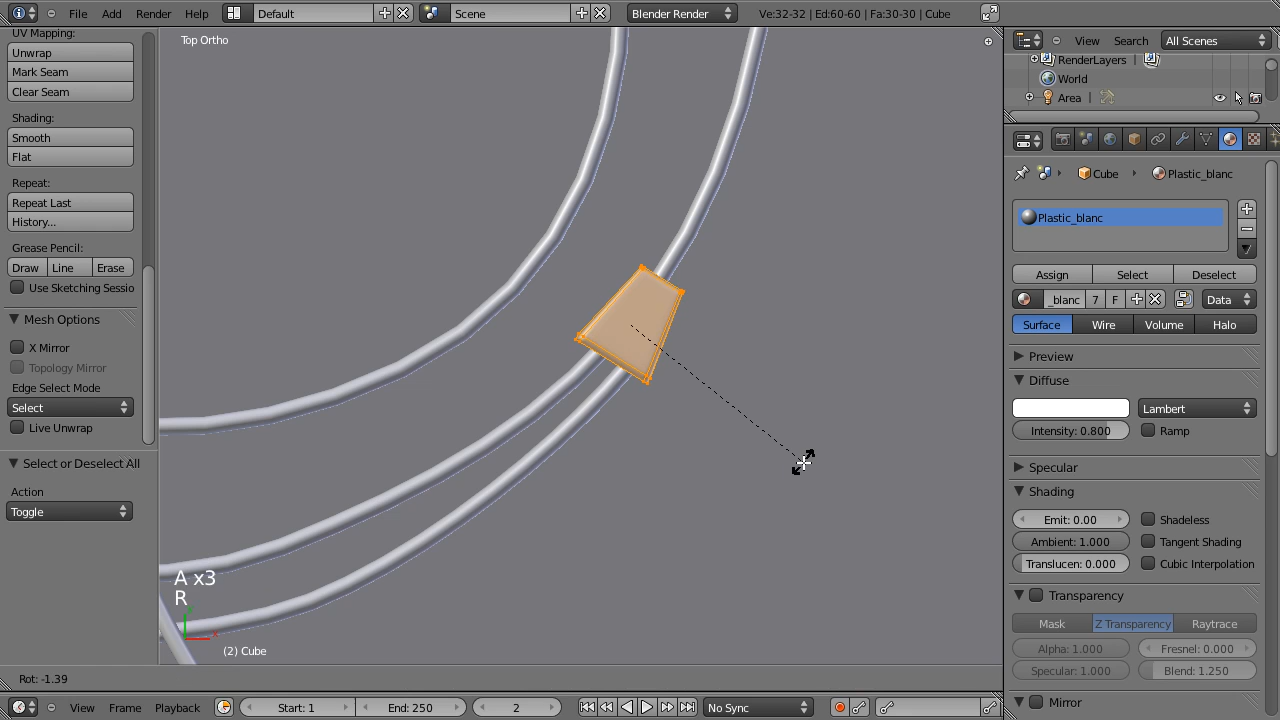 File Add Render Help Default Scene Blender Render Ve:32-32 | Ed:60-60 | Fa:30-30 | Cube
UV Mapping:
Unwrap
Mark Seam
Clear Seam
Shading:
Smooth
Flat
Repeat:
Repeat Last
History...
Grease Pencil:
Draw Line Erase
Use Sketching Sessio
Mesh Options
X Mirror
Topology Mirror
Edge Select Mode
Select
Live Unwrap
Select or Deselect All
Action
Toggle
Top Ortho
A x3
R
(2) Cube
Rot: -1.39
View Search All Scenes
RenderLayers
World
Area
Cube Plastic_blanc
Plastic_blanc
Assign Select Deselect
_blanc 7 F Data
Surface Wire Volume Halo
Preview
Diffuse
Lambert
Intensity: 0.800 Ramp
Specular
Shading
Emit: 0.00 Shadeless
Ambient: 1.000 Tangent Shading
Translucen: 0.000 Cubic Interpolation
Transparency
Mask Z Transparency Raytrace
Alpha: 1.000 Fresnel: 0.000
Specular: 1.000 Blend: 1.250
Mirror
View Frame Playback Start: 1 End: 250 2 No Sync